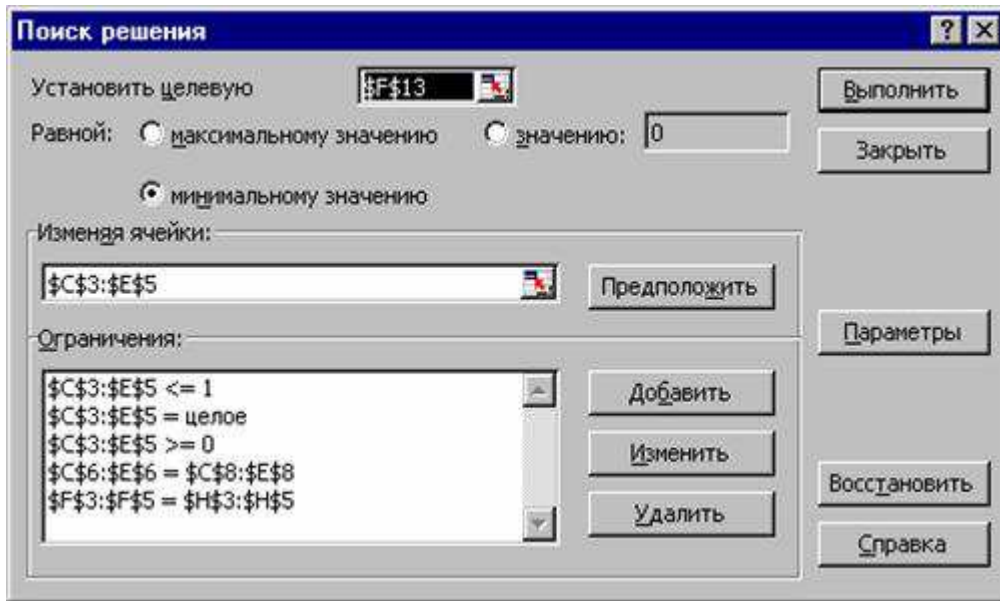 Поиск решения
Установить целевую $F$13 Выполнить
Равной: максимальному значению значению: 0 Закрыть
минимальному значению
Изменяя ячейки:
$C$3:$E$5 Предположить
Ограничения: Параметры
$C$3:$E$5 <= 1 Добавить
$C$3:$E$5 = целое
$C$3:$E$5 >= 0 Изменить
$C$6:$E$6 = $C$8:$E$8 Восстановить
$F$3:$F$5 = $H$3:$H$5 Удалить
Справка